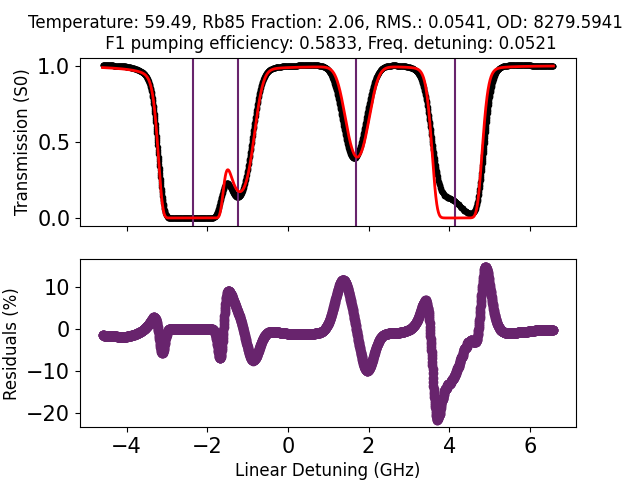 Temperature: 59.49, Rb85 Fraction: 2.06, RMS.: 0.0541, OD: 8279.5941
F1 pumping efficiency: 0.5833, Freq. detuning: 0.0521
Transmission (S0)
1.0
0.5
0.0
Residuals (%)
10
0
−10
−20
−4
−2
0
2
4
6
Linear Detuning (GHz)